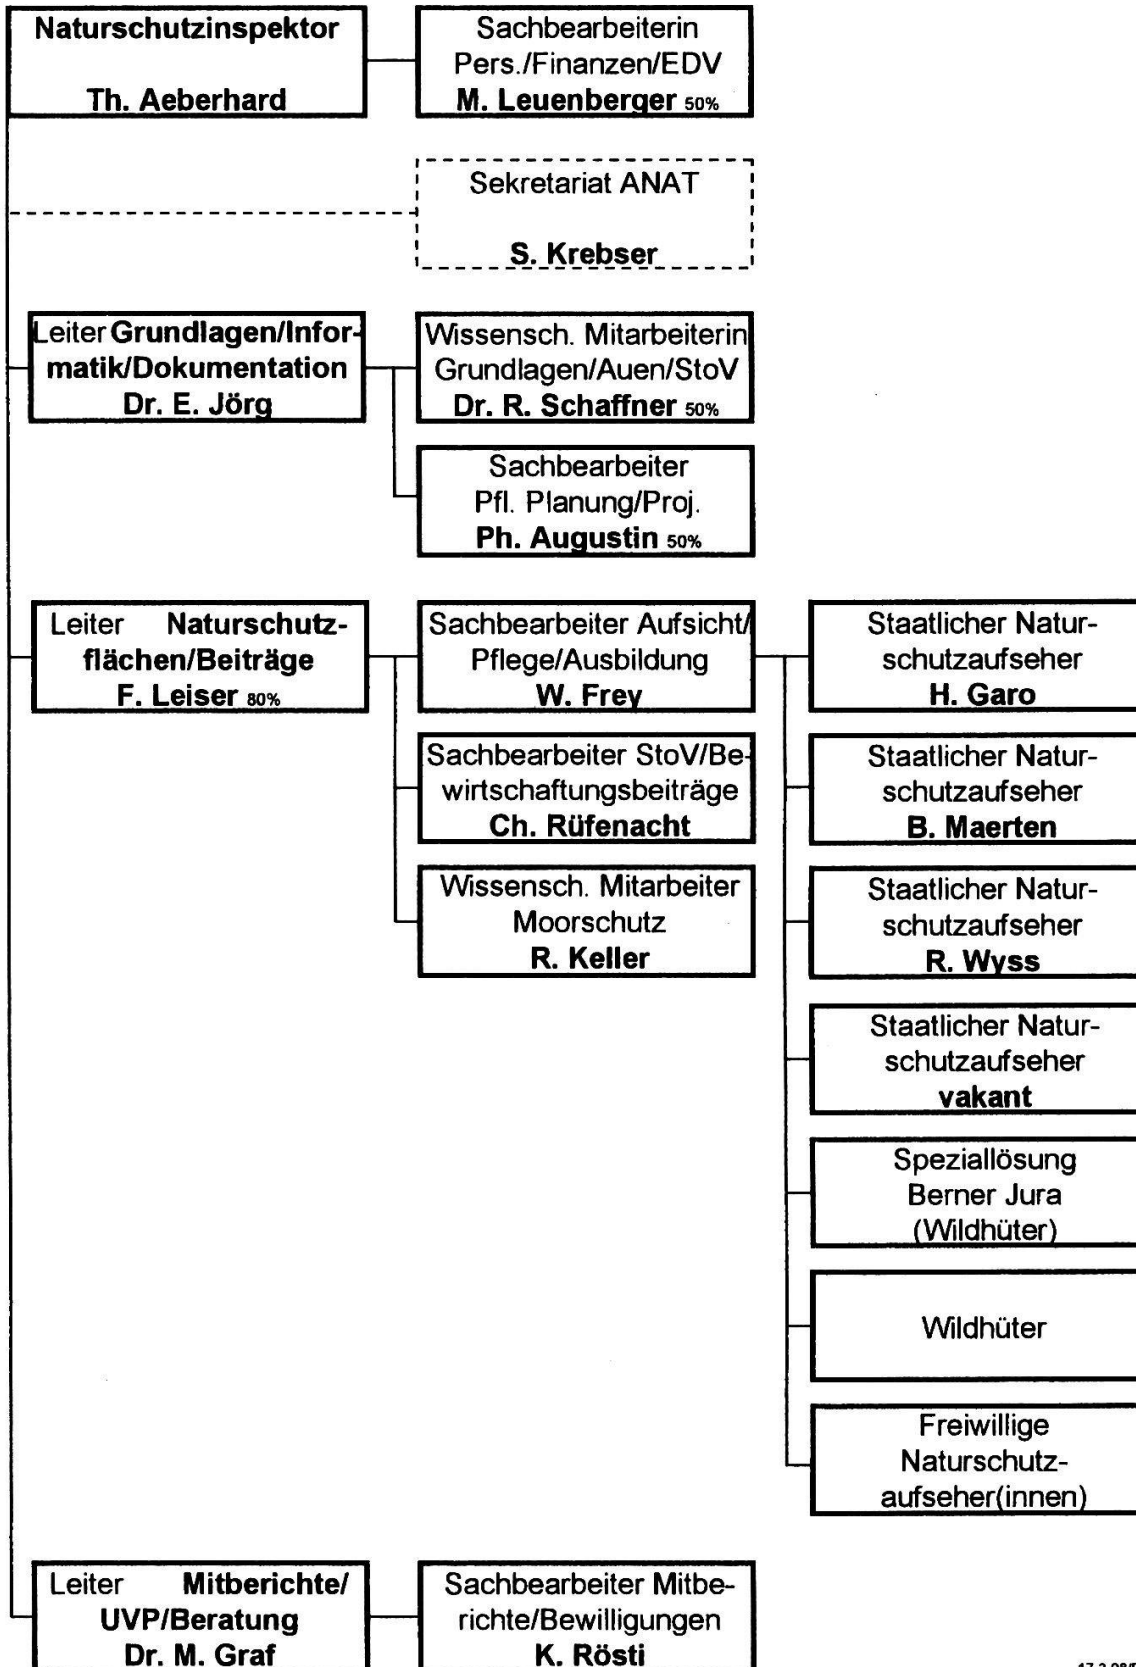 Naturschutzinspektor
Th. Aeberhard
Sachbearbeiterin
Pers./Finanzen/EDV
M. Leuenberger 50%
Sekretariat ANAT
S. Krebser
Leiter Grundlagen/Infor-
matik/Dokumentation
Dr. E. Jörg
Wissensch. Mitarbeiterin
Grundlagen/Auen/StoV
Dr. R. Schaffner 50%
Sachbearbeiter
Pfl. Planung/Proj.
Ph. Augustin 50%
Leiter Naturschutz-
flächen/Beiträge
F. Leiser 80%
Sachbearbeiter Aufsicht/
Pflege/Ausbildung
W. Frey
Sachbearbeiter StoV/Be-
wirtschaftungsbeiträge
Ch. Rüfenacht
Wissensch. Mitarbeiter
Moorschutz
R. Keller
Staatlicher Natur-
schutzaufseher
H. Garo
Staatlicher Natur-
schutzaufseher
B. Maerten
Staatlicher Natur-
schutzaufseher
R. Wyss
Staatlicher Natur-
schutzaufseher
vakant
Speziallösung
Berner Jura
(Wildhüter)
Wildhüter
Freiwillige
Naturschutz-
aufseher(innen)
Leiter Mitberichte/
UVP/Beratung
Dr. M. Graf
Sachbearbeiter Mitbe-
richte/Bewilligungen
K. Rösti